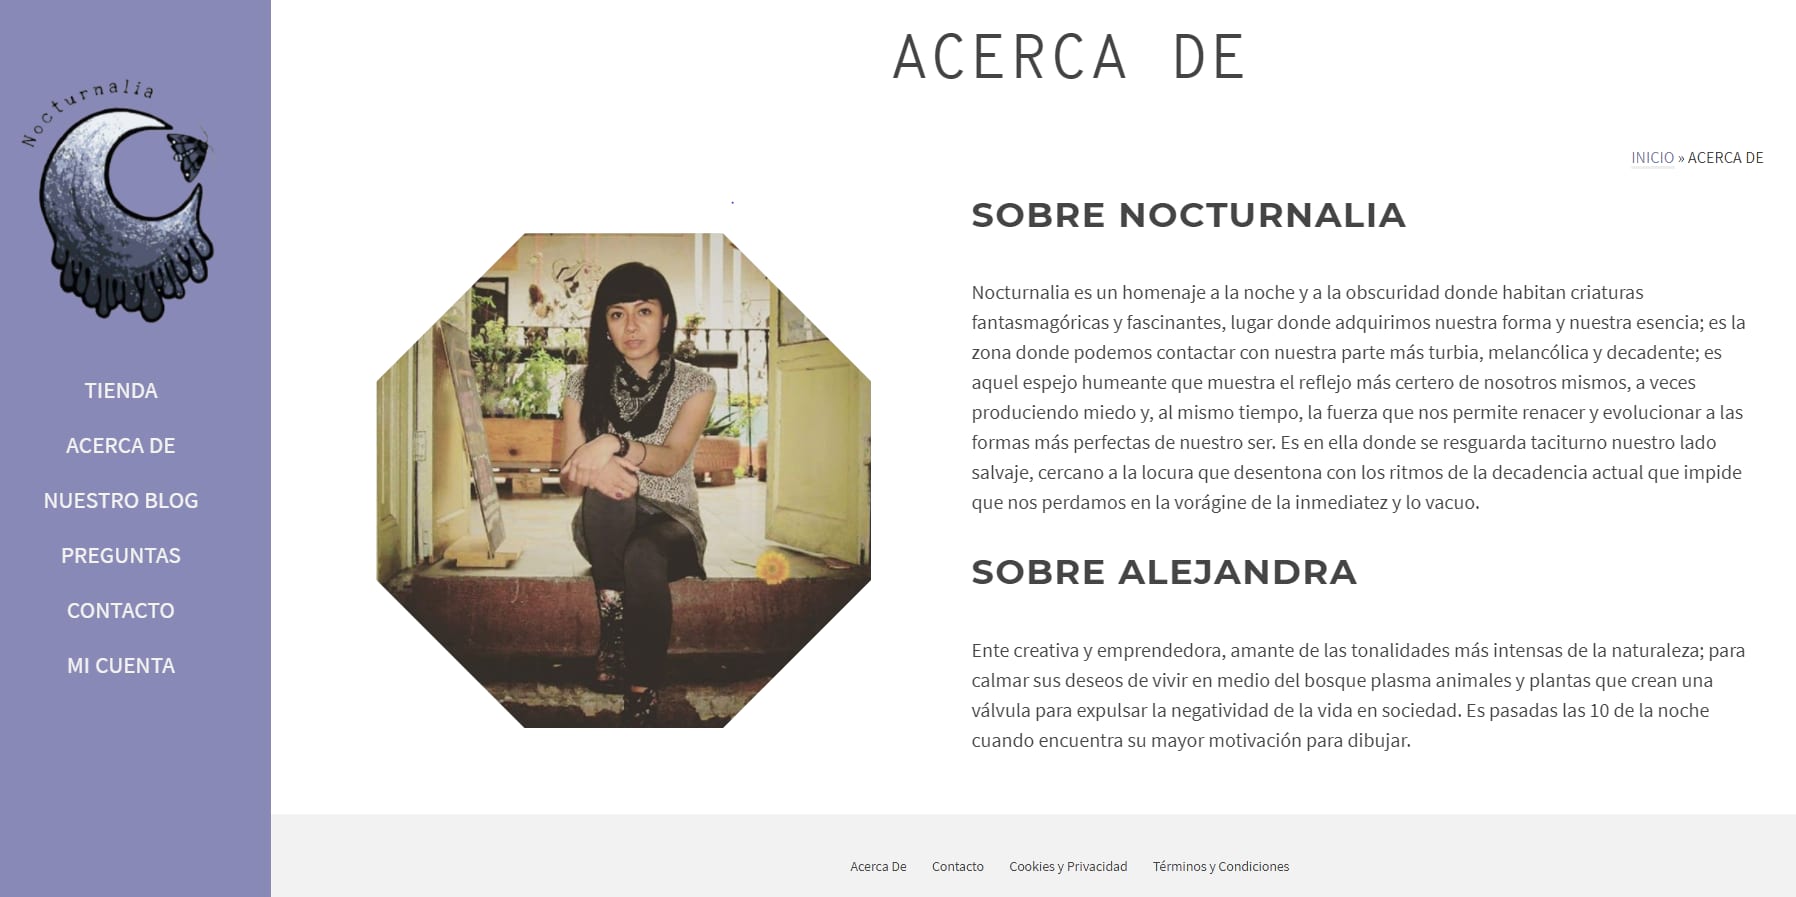 Nocturnalia
TIENDA
ACERCA DE
NUESTRO BLOG
PREGUNTAS
CONTACTO
MI CUENTA
ACERCA DE
INICIO » ACERCA DE
SOBRE NOCTURNALIA
Nocturnalia es un homenaje a la noche y a la obscuridad donde habitan criaturas
fantasmagóricas y fascinantes, lugar donde adquirimos nuestra forma y nuestra esencia; es la
zona donde podemos contactar con nuestra parte más turbia, melancólica y decadente; es
aquel espejo humeante que muestra el reflejo más certero de nosotros mismos, a veces
produciendo miedo y, al mismo tiempo, la fuerza que nos permite renacer y evolucionar a las
formas más perfectas de nuestro ser. Es en ella donde se resguarda taciturno nuestro lado
salvaje, cercano a la locura que desentona con los ritmos de la decadencia actual que impide
que nos perdamos en la vorágine de la inmediatez y lo vacuo.
SOBRE ALEJANDRA
Ente creativa y emprendedora, amante de las tonalidades más intensas de la naturaleza; para
calmar sus deseos de vivir en medio del bosque plasma animales y plantas que crean una
válvula para expulsar la negatividad de la vida en sociedad. Es pasadas las 10 de la noche
cuando encuentra su mayor motivación para dibujar.
Acerca De Contacto Cookies y Privacidad Términos y Condiciones